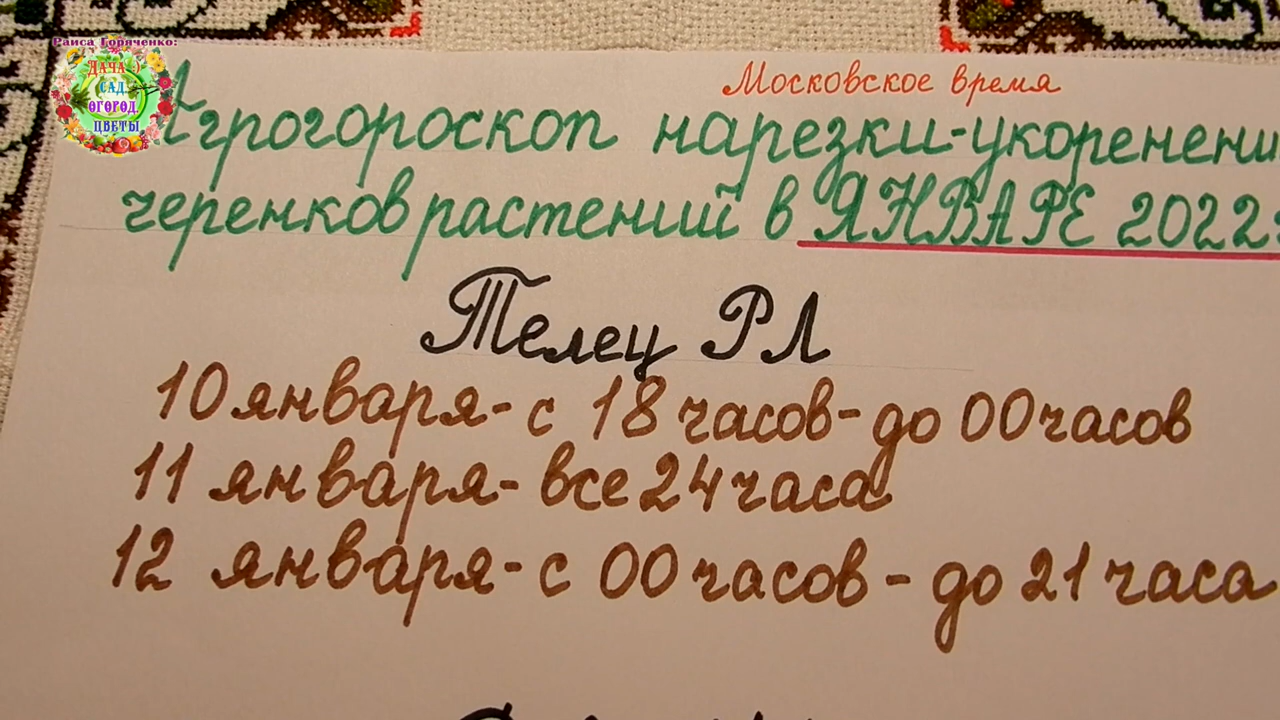 Раиса Горяченко:
ДАЧА
САД
ОГОРОД
ЦВЕТЫ
Московское время
Агрогороскоп нарезки-укоренени
черенков растений в ЯНВАРЕ 2022г
Телец РЛ
10 января- с 18 часов- до 00 часов
11 января- все 24 часа
12 января- с 00 часов - до 21 часа